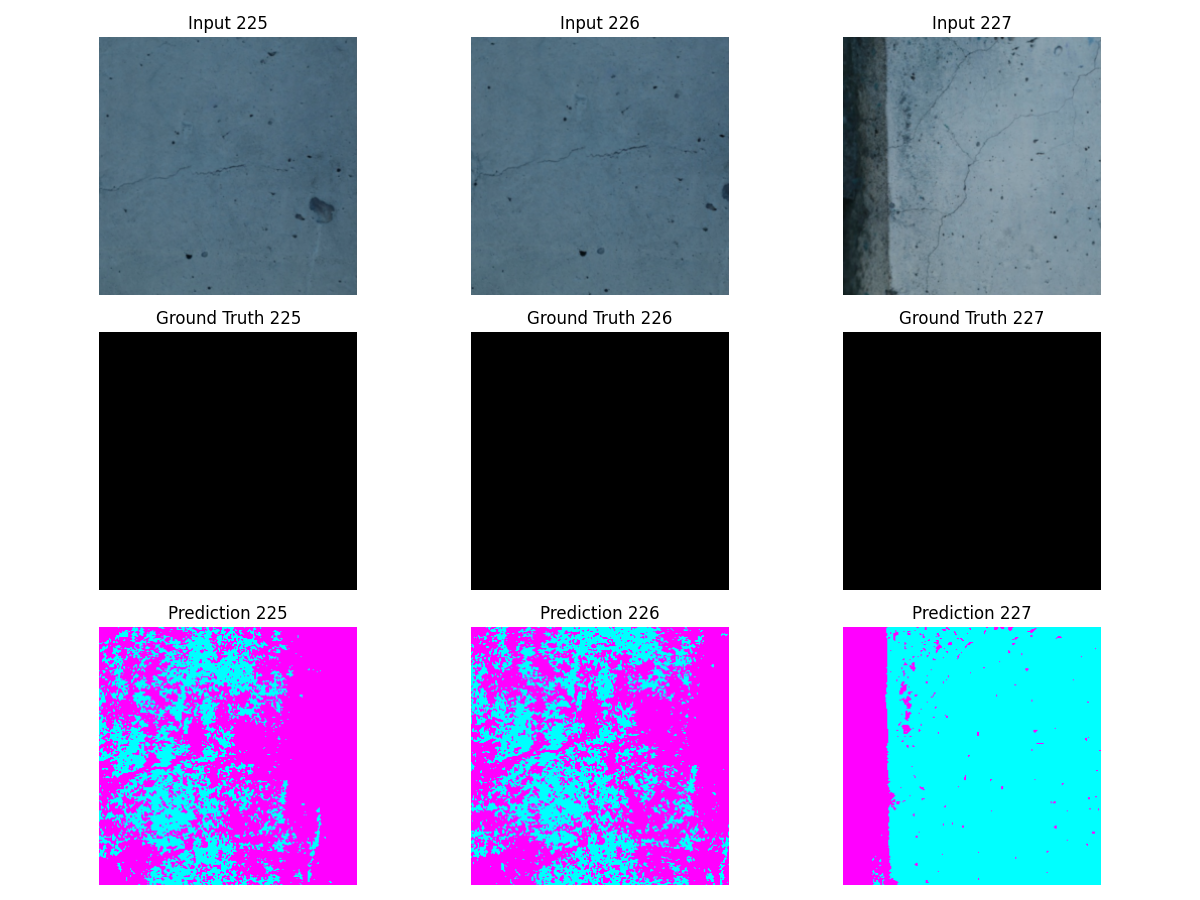 Input 225
Input 226
Input 227
Ground Truth 225
Ground Truth 226
Ground Truth 227
Prediction 225
Prediction 226
Prediction 227